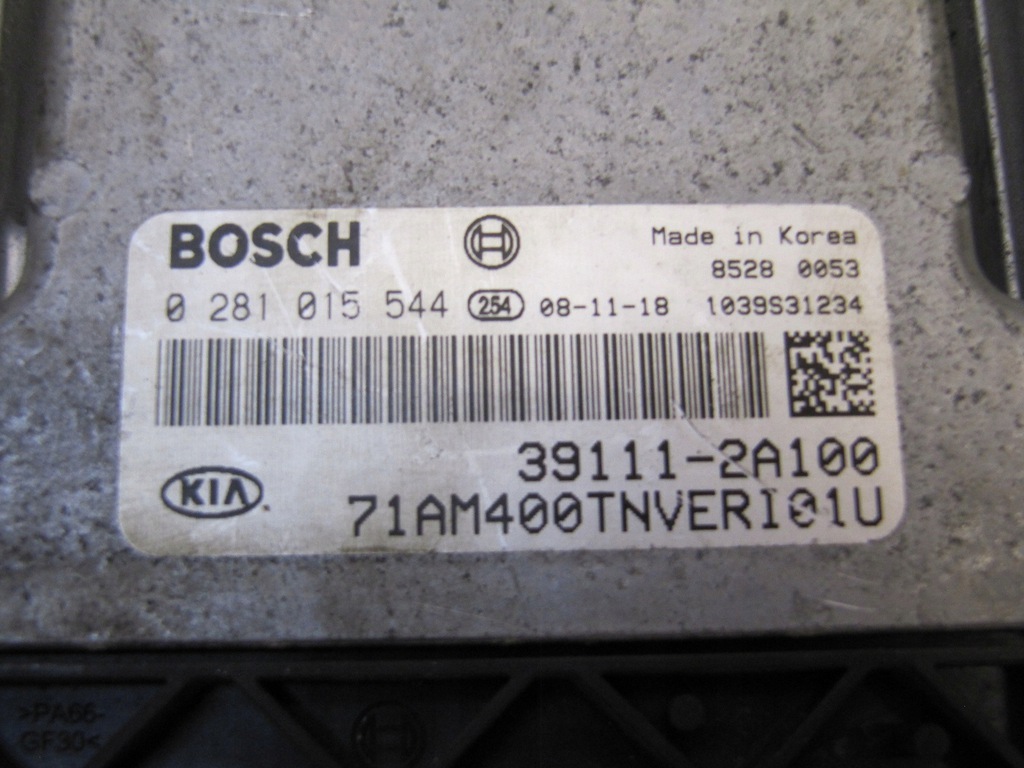 BOSCH
Made in Korea
8528 0053
0 281 015 544 254 08-11-18 1039S31234
39111-2A100
KIA
71AM400TNVERI01U
>PA66-
GF30<